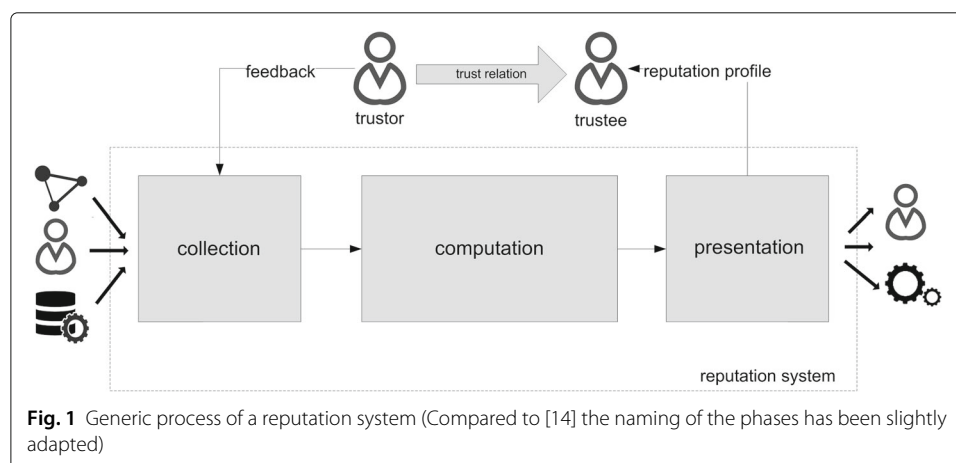 feedback
trust relation
reputation profile
trustor
trustee
collection
computation
presentation
reputation system
Fig. 1 Generic process of a reputation system (Compared to [14] the naming of the phases has been slightly
adapted)